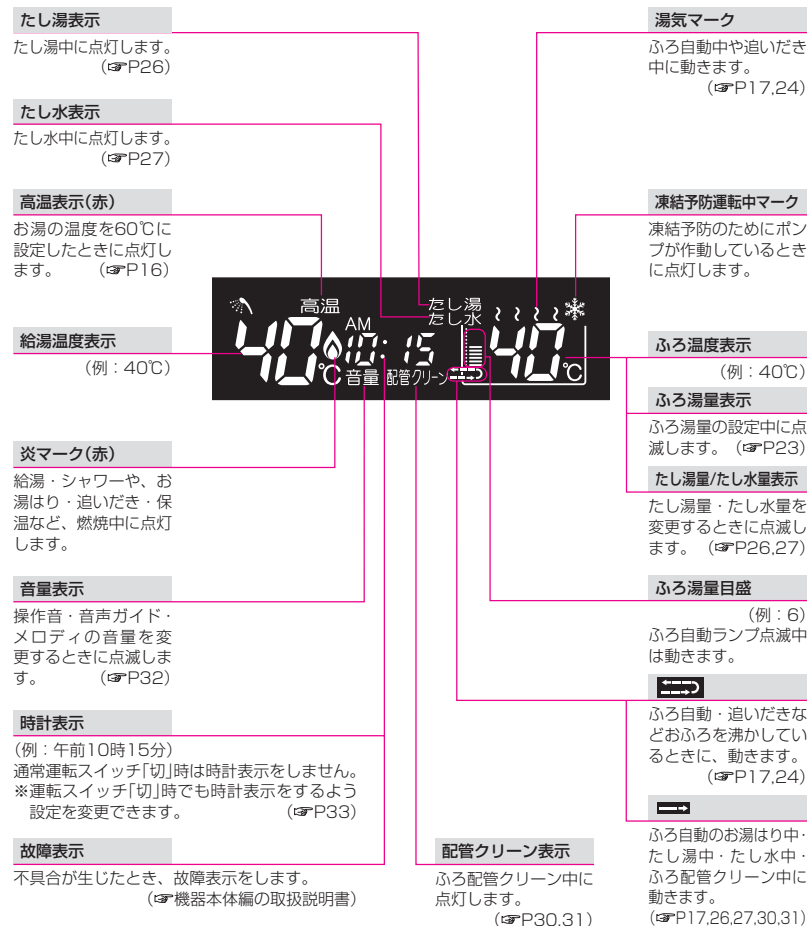 たし湯表示
たし湯中に点灯します。
(☞P26)
たし水表示
たし水中に点灯します。
(☞P27)
高温表示(赤)
お湯の温度を60℃に
設定したときに点灯し
ます。 (☞P16)
給湯温度表示
(例：40℃)
炎マーク(赤)
給湯・シャワーや、お
湯はり・追いだき・保
温など、燃焼中に点灯
します。
音量表示
操作音・音声ガイド・
メロディの音量を変
更するときに点滅しま
す。 (☞P32)
時計表示
(例：午前10時15分)
通常運転スイッチ「切」時は時計表示をしません。
※運転スイッチ「切」時でも時計表示をするよう
設定を変更できます。 (☞P33)
故障表示
不具合が生じたとき、故障表示をします。
(☞機器本体編の取扱説明書)
高温
40℃
AM
10:15
音量
配管クリーン
たし湯
たし水
40℃
配管クリーン表示
ふろ配管クリーン中に
点灯します。
(☞P30,31)
湯気マーク
ふろ自動中や追いだき
中に動きます。
(☞P17,24)
凍結予防運転中マーク
凍結予防のためにポン
プが作動しているとき
に点灯します。
ふろ温度表示
(例：40℃)
ふろ湯量表示
ふろ湯量の設定中に点
滅します。 (☞P23)
たし湯量/たし水量表示
たし湯量・たし水量を
変更するときに点滅し
ます。 (☞P26,27)
ふろ湯量目盛
(例：6)
ふろ自動ランプ点滅中
は動きます。
ふろ自動・追いだきな
どおふろを沸かしてい
るときに、動きます。
(☞P17,24)
ふろ自動のお湯はり中・
たし湯中・たし水中・
ふろ配管クリーン中に
動きます。
(☞P17,26,27,30,31)